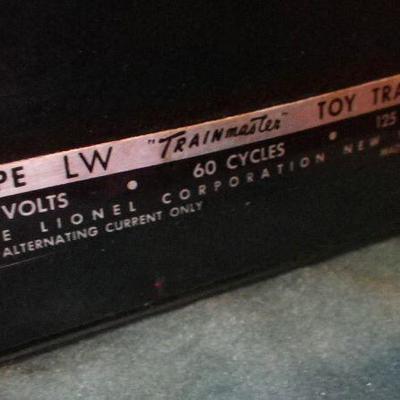 PE LW "TRAINmaster" TOY TRA
VOLTS • 60 CYCLES • 125
E LIONEL CORPORATION NEW
ALTERNATING CURRENT ONLY